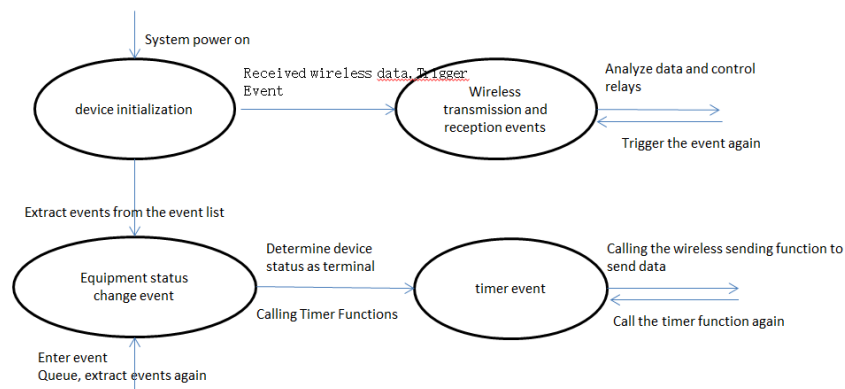 System power on
Received wireless data, Trigger
Event
device initialization
Wireless
transmission and
reception events
Analyze data and control
relays
Trigger the event again
Extract events from the event list
Equipment status
change event
Determine device
status as terminal
Calling Timer Functions
timer event
Calling the wireless sending function to
send data
Call the timer function again
Enter event
Queue, extract events again